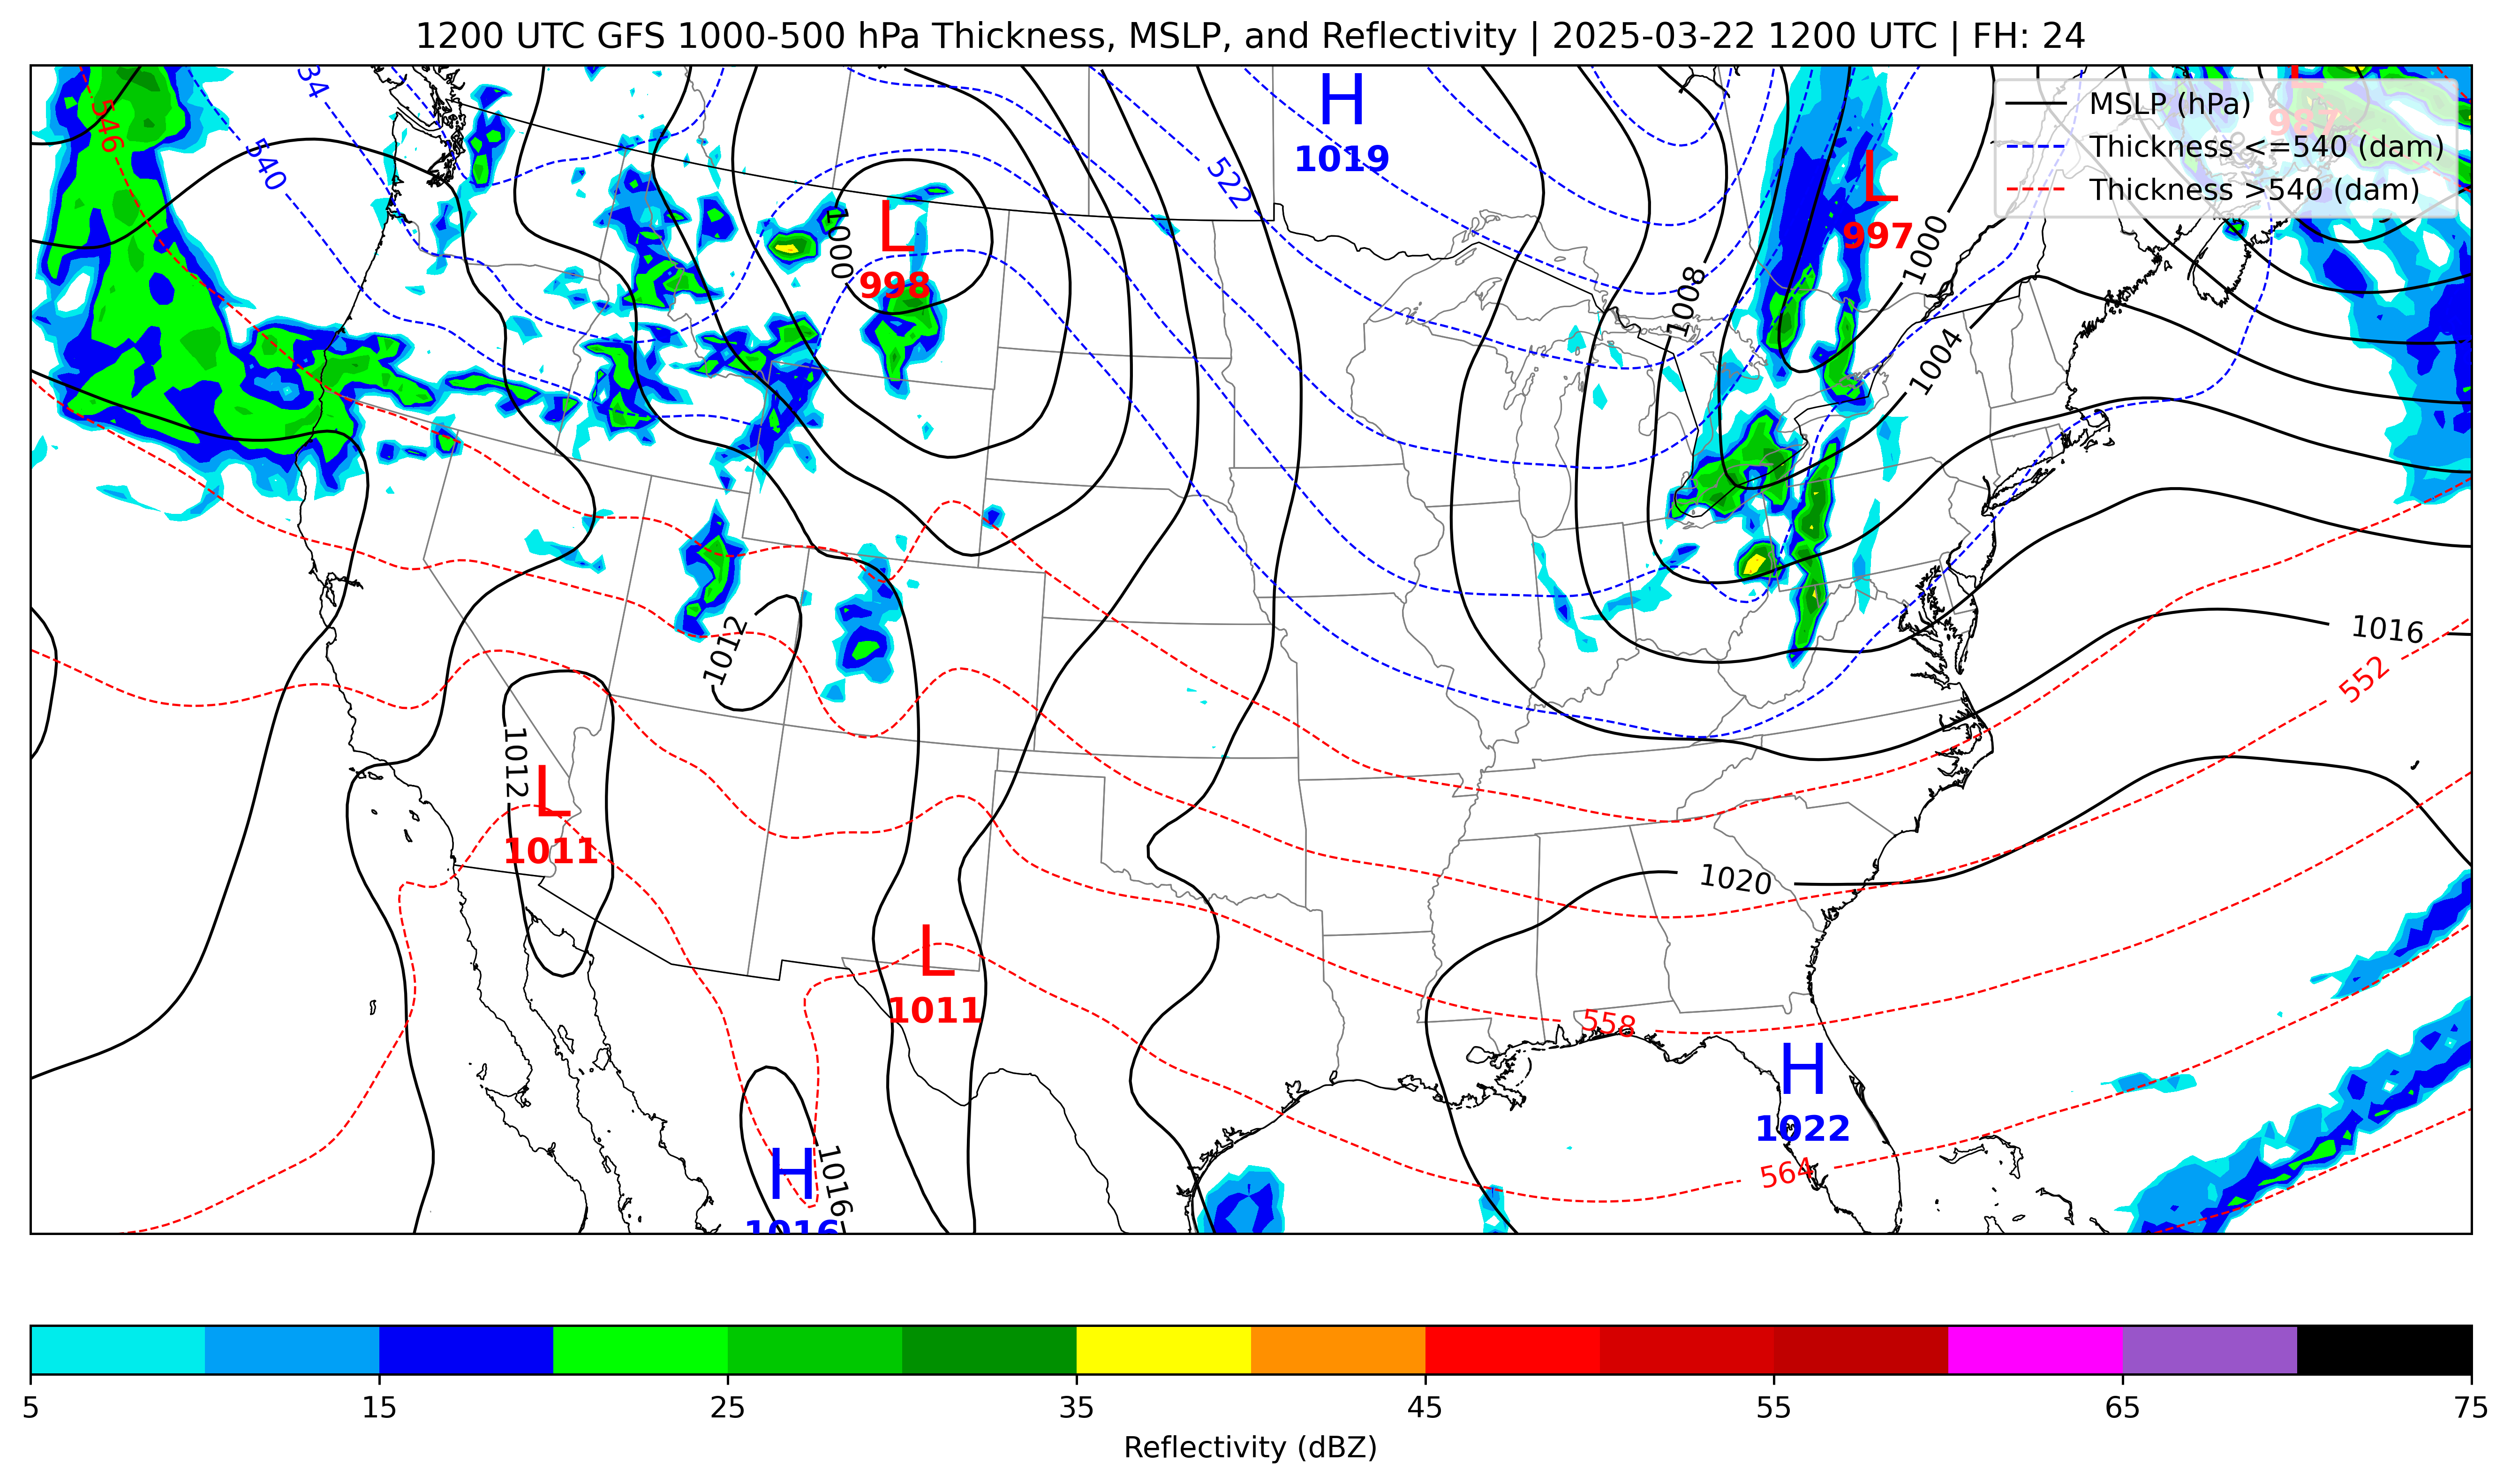 1200 UTC GFS 1000-500 hPa Thickness, MSLP, and Reflectivity | 2025-03-22 1200 UTC | FH: 24
MSLP (hPa)
Thickness <=540 (dam)
Thickness >540 (dam)
L
987
H
1019
L
997
L
998
546
534
540
522
1000
1000
1008
1004
1012
1016
552
1012
L
1011
1020
L
1011
558
H
1022
564
H
1016
1016
5 15 25 35 45 55 65 75
Reflectivity (dBZ)